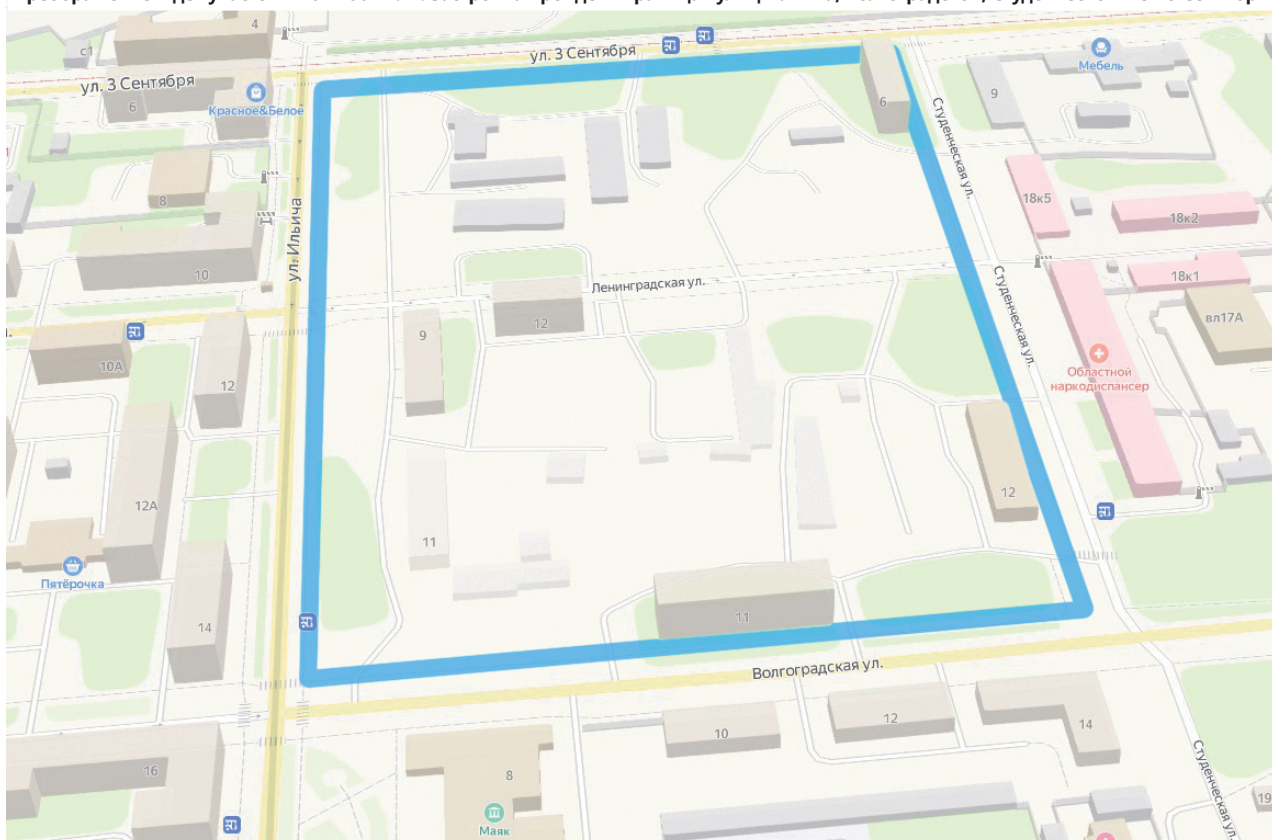 4
с1
ул. 3 Сентября
ул. 3 Сентября
6
Красное&Белое
6
Мебель
9
Студенческая ул.
8
18к5
18к2
ул. Ильича
10
18к1
Ленинградская ул.
Студенческая ул.
вл17А
12
9
10А
12
Областной
наркодиспансер
12А
12
11
Пятёрочка
14
11
Волгоградская ул.
12
14
10
16
8
Студенческая ул.
19
Маяк